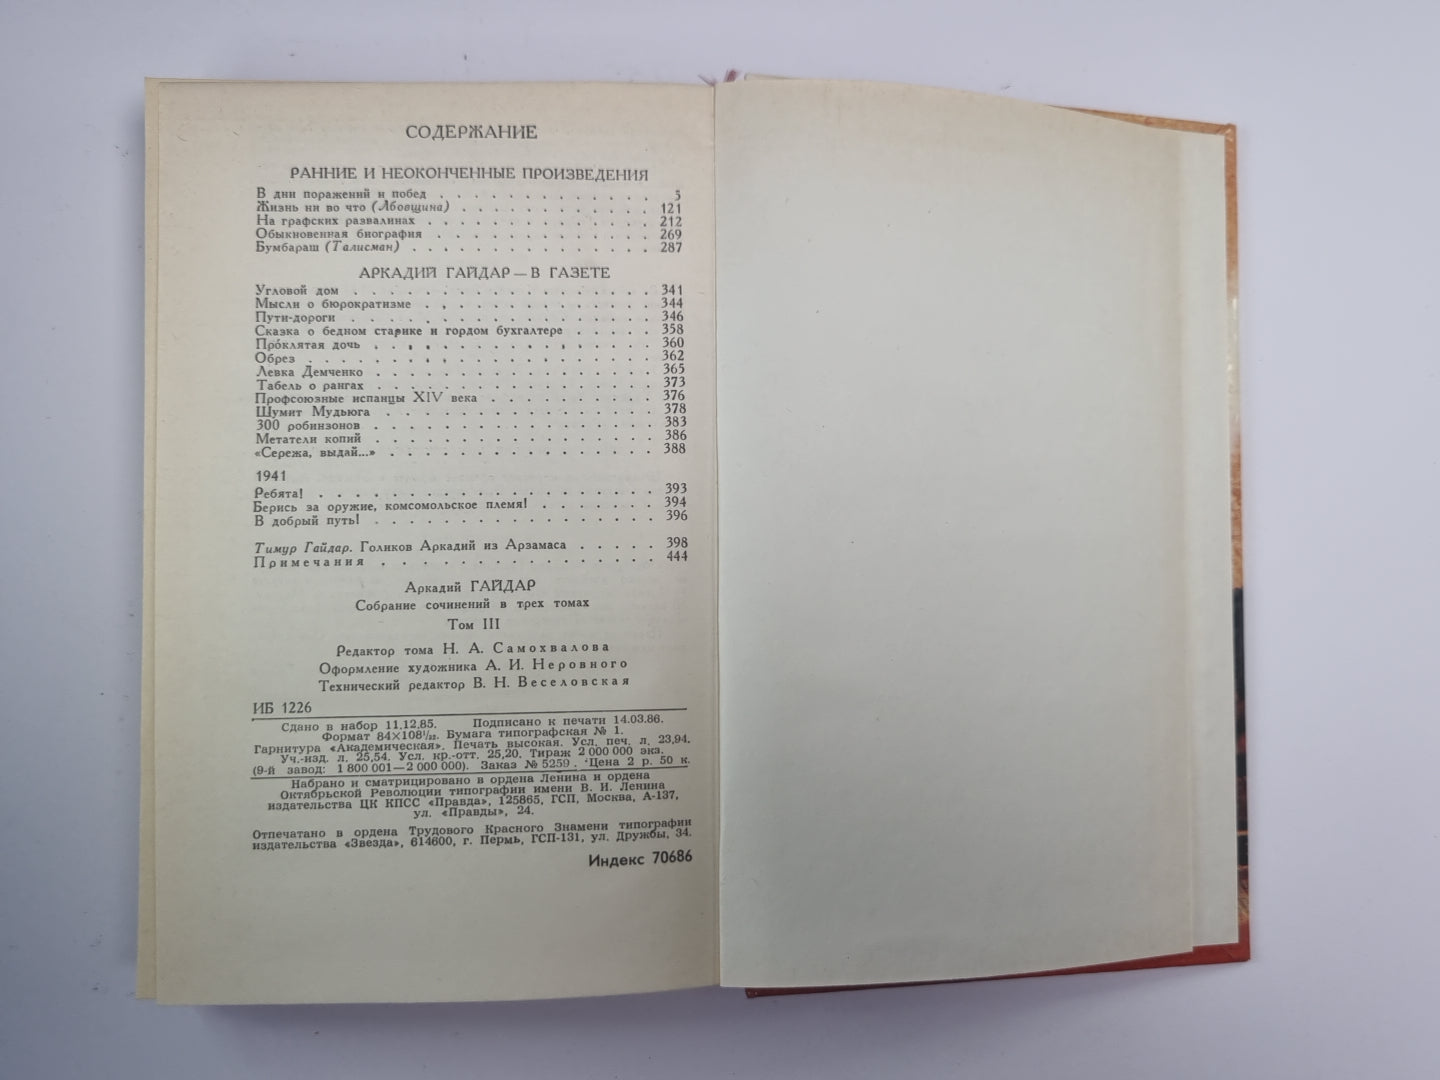 СОДЕРЖАНИЕ
РАННИЕ И НЕОКОНЧЕННЫЕ ПРОИЗВЕДЕНИЯ
В дни поражений и побед . . . . . . . . . . . . . 5
Жизнь ни во что (Лбовщина) . . . . . . . . . . . . 121
На графских развалинах . . . . . . . . . . . . . . 212
Обыкновенная биография . . . . . . . . . . . . . 269
Бумбараш (Талисман) . . . . . . . . . . . . . . . 287
АРКАДИЙ ГАЙДАР — В ГАЗЕТЕ
Угловой дом . . . . . . . . . . . . . . . . . . 341
Мысли о бюрократизме . . . . . . . . . . . . . . 344
Пути-дороги . . . . . . . . . . . . . . . . . . 346
Сказка о бедном старике и гордом бухгалтере . . . . . 358
Проклятая дочь . . . . . . . . . . . . . . . . . 360
Обрез . . . . . . . . . . . . . . . . . . . . 362
Левка Демченко . . . . . . . . . . . . . . . . . 365
Табель о рангах . . . . . . . . . . . . . . . . . 373
Профсоюзные испанцы XIV века . . . . . . . . . . 376
Шумит Мудьюга . . . . . . . . . . . . . . . . 378
300 робинзонов . . . . . . . . . . . . . . . . . 383
Метатели копий . . . . . . . . . . . . . . . . . 386
«Сережа, выдай...» . . . . . . . . . . . . . . . . 388
1941
Ребята! . . . . . . . . . . . . . . . . . . . . 393
Берись за оружие, комсомольское племя! . . . . . . . 394
В добрый путь! . . . . . . . . . . . . . . . . . 396
Тимур Гайдар. Голиков Аркадий из Арзамаса . . . . . 398
Примечания . . . . . . . . . . . . . . . . . 444
Аркадий ГАЙДАР
Собрание сочинений в трех томах
Том III
Редактор тома Н. А. Самохвалова
Оформление художника А. И. Неровного
Технический редактор В. Н. Веселовская
ИБ 1226
Сдано в набор 11.12.85. Подписано к печати 14.03.86.
Формат 84×108¹/₃₂. Бумага типографская № 1.
Гарнитура «Академическая». Печать высокая. Усл. печ. л. 23,94.
Уч.-изд. л. 25,54. Усл. кр.-отт. 25,20. Тираж 2 000 000 экз.
(9-й завод: 1 800 001—2 000 000). Заказ № 5259. Цена 2 р. 50 к.
Набрано и сматрицировано в ордена Ленина и ордена
Октябрьской Революции типографии имени В. И. Ленина
издательства ЦК КПСС «Правда», 125865, ГСП, Москва, А-137,
ул. «Правды», 24.
Отпечатано в ордена Трудового Красного Знамени типографии
издательства «Звезда», 614600, г. Пермь, ГСП-131, ул. Дружбы, 34.
Индекс 70686